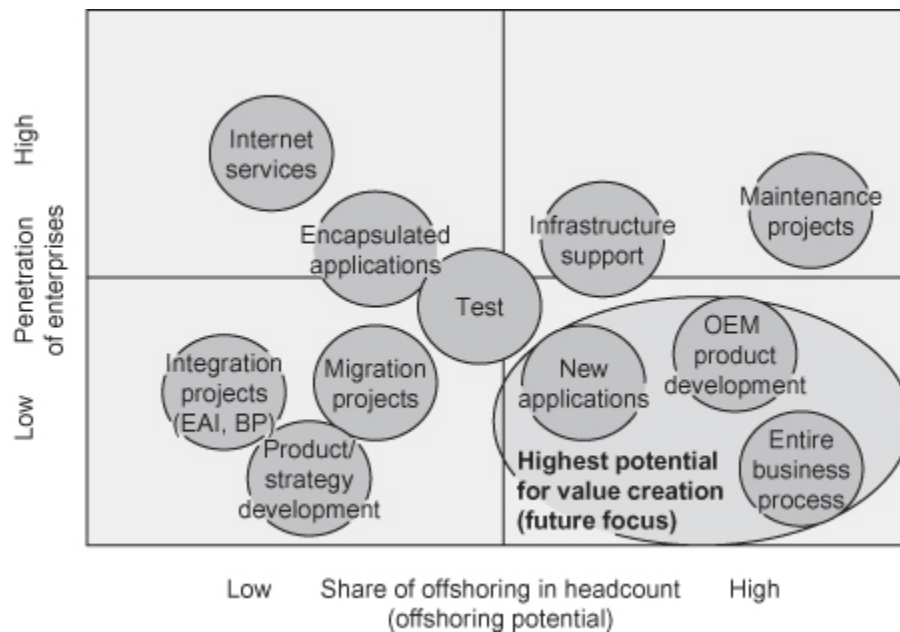 High
Penetration
of enterprises
Low
Internet
services
Encapsulated
applications
Infrastructure
support
Maintenance
projects
Test
Integration
projects
(EAI, BP)
Migration
projects
Product/
strategy
development
New
applications
OEM
product
development
Entire
business
process
Highest potential
for value creation
(future focus)
Low
Share of offshoring in headcount
(offshoring potential)
High